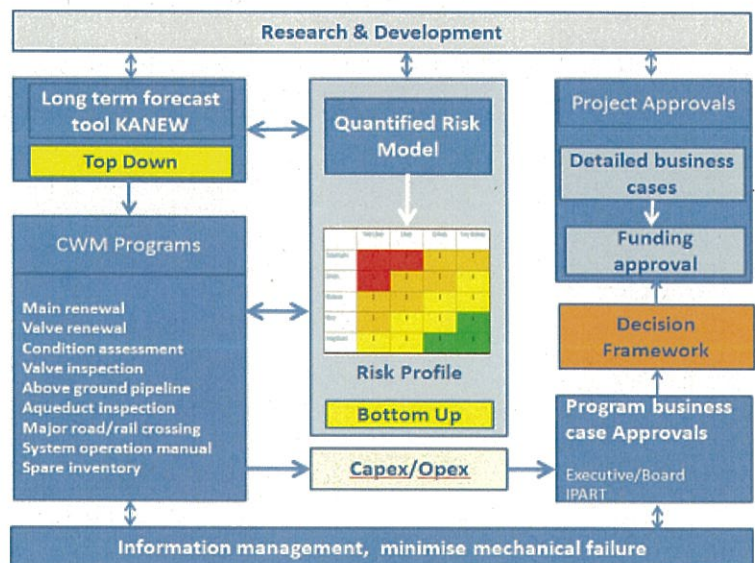 Research & Development
Long term forecast
tool KANEW
Top Down
CWM Programs
Main renewal
Valve renewal
Condition assessment
Valve inspection
Above ground pipeline
Aqueduct inspection
Major road/rail crossing
System operation manual
Spare inventory
Quantified Risk
Model
Risk Profile
Bottom Up
Capex/Opex
Project Approvals
Detailed business
cases
Funding
approval
Decision
Framework
Program business
case Approvals
Executive/Board
IPART
Information management, minimise mechanical failure